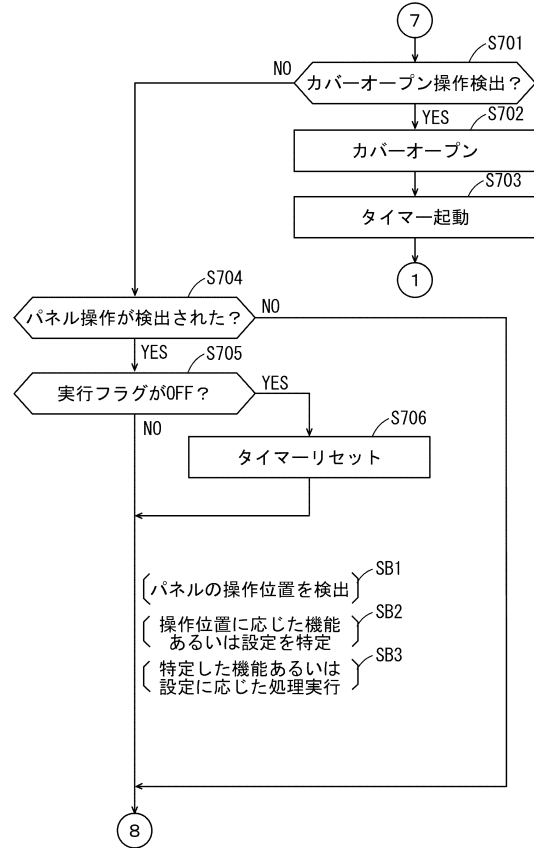 7
S701
カバーオープン操作検出？
NO
YES
S702
カバーオープン
S703
タイマー起動
1
S704
パネル操作が検出された？
NO
YES
S705
実行フラグがOFF？
YES
NO
S706
タイマーリセット
SB1
パネルの操作位置を検出
SB2
操作位置に応じた機能
あるいは設定を特定
SB3
特定した機能あるいは
設定に応じた処理実行
8